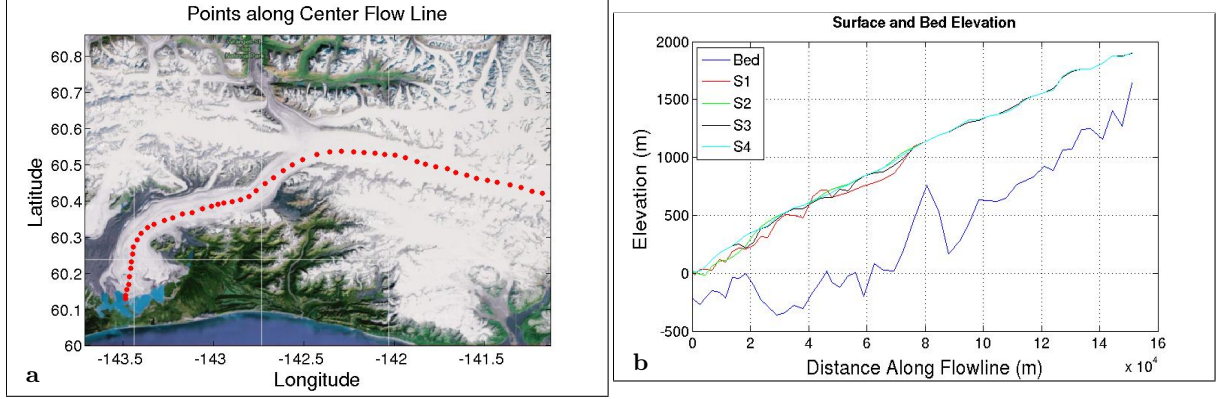 Points along Center Flow Line
60.8
60.7
60.6
60.5
60.4
60.3
60.2
60.1
60
Latitude
-143.5 -143 -142.5 -142 -141.5
Longitude
a
Surface and Bed Elevation
2000
1500
1000
500
0
-500
Elevation (m)
Bed
S1
S2
S3
S4
0 2 4 6 8 10 12 14 16
x 10⁴
Distance Along Flowline (m)
b